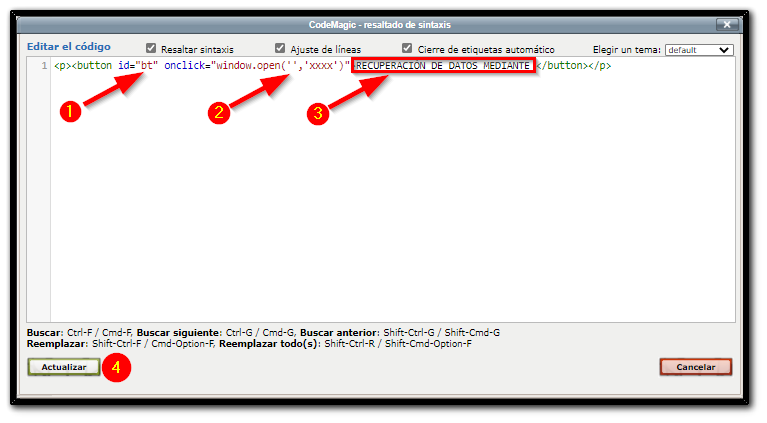 CodeMagic - resaltado de sintaxis
Editar el código
Resaltar sintaxis
Ajuste de líneas
Cierre de etiquetas automático
Elegir un tema: default
1 <p><button id="bt" onclick="window.open('','xxxx')">RECUPERACIÓN DE DATOS MEDIANTE </button></p>
1
2
3
Buscar: Ctrl-F / Cmd-F, Buscar siguiente: Ctrl-G / Cmd-G, Buscar anterior: Shift-Ctrl-G / Shift-Cmd-G
Reemplazar: Shift-Ctrl-F / Cmd-Option-F, Reemplazar todo(s): Shift-Ctrl-R / Shift-Cmd-Option-F
Actualizar
4
Cancelar